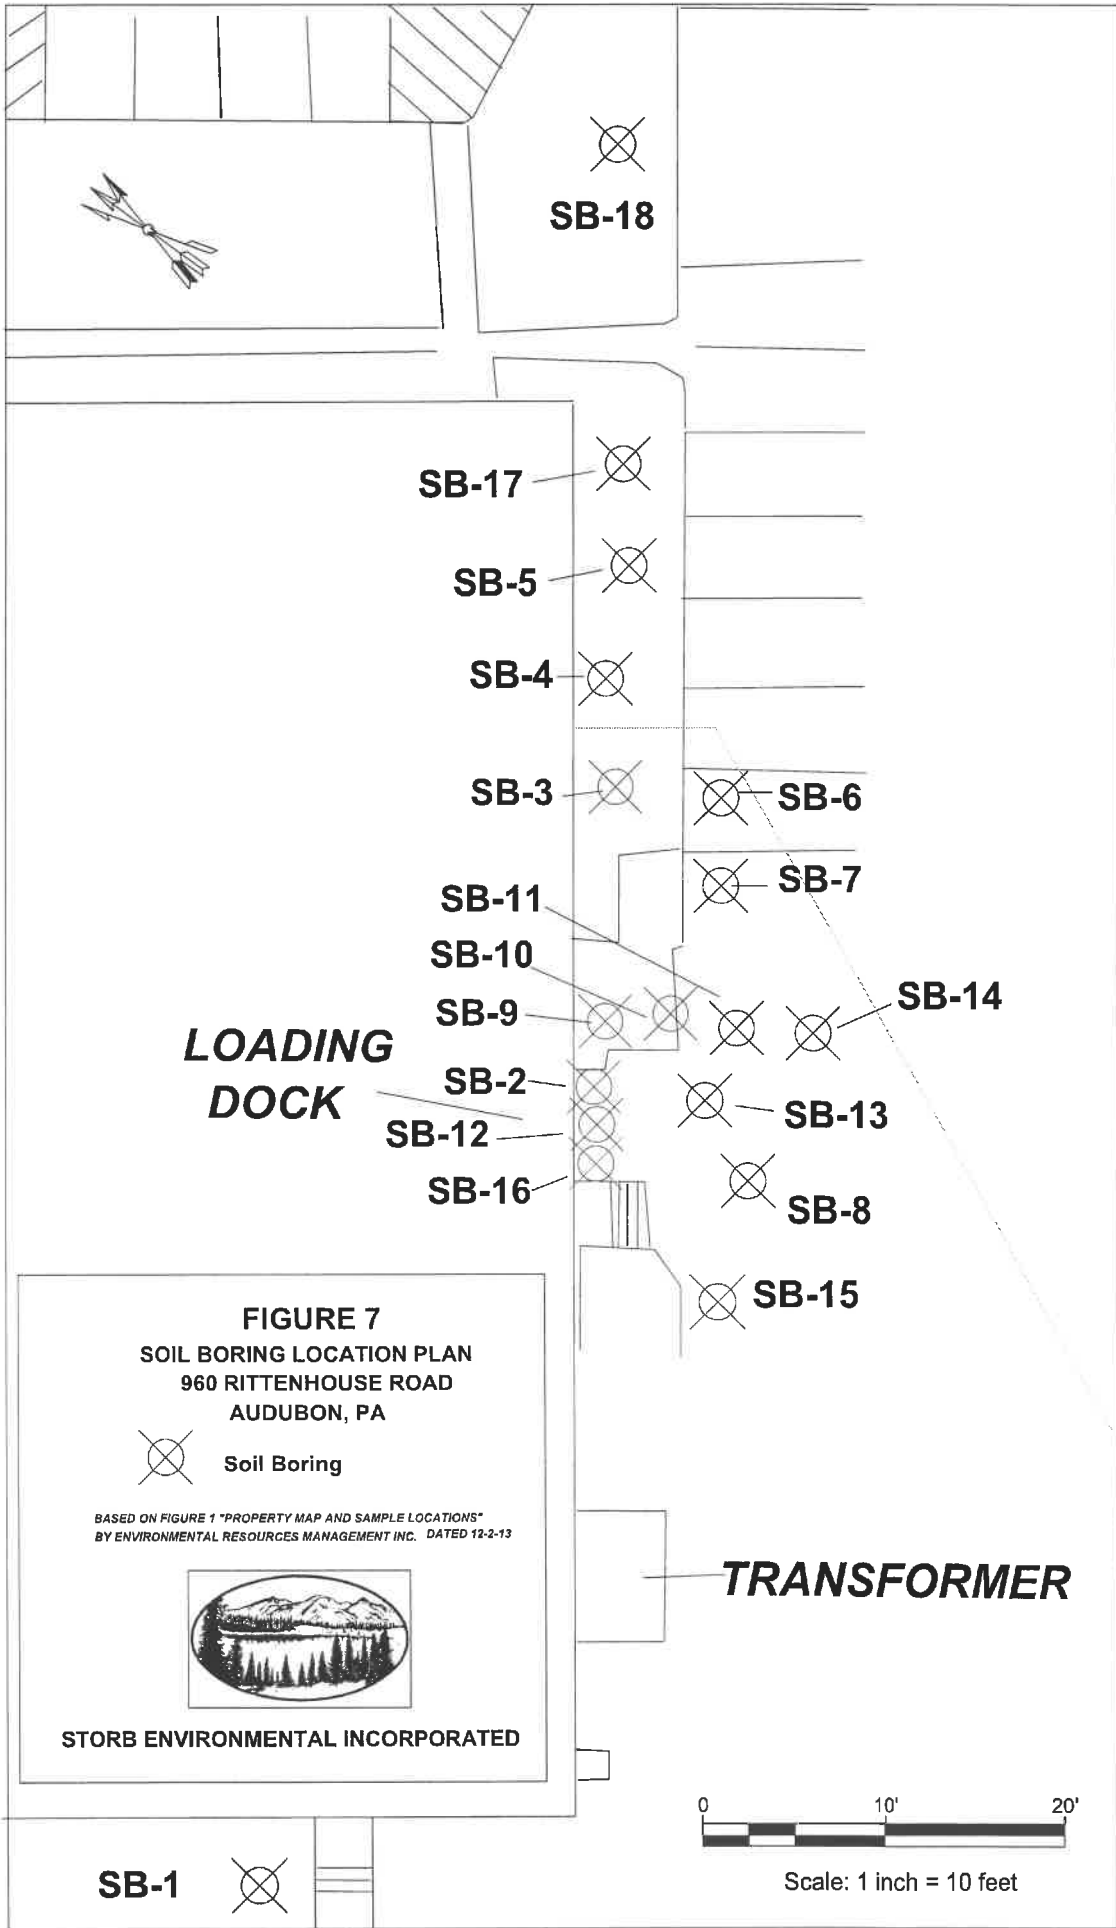 SB-18
SB-17
SB-5
SB-4
SB-3
SB-6
SB-7
SB-11
SB-10
SB-14
SB-9
LOADING
DOCK
SB-2
SB-13
SB-12
SB-16
SB-8
SB-15
FIGURE 7
SOIL BORING LOCATION PLAN
960 RITTENHOUSE ROAD
AUDUBON, PA
Soil Boring
BASED ON FIGURE 1 "PROPERTY MAP AND SAMPLE LOCATIONS"
BY ENVIRONMENTAL RESOURCES MANAGEMENT INC. DATED 12-2-13
STORB ENVIRONMENTAL INCORPORATED
TRANSFORMER
0 10' 20'
Scale: 1 inch = 10 feet
SB-1